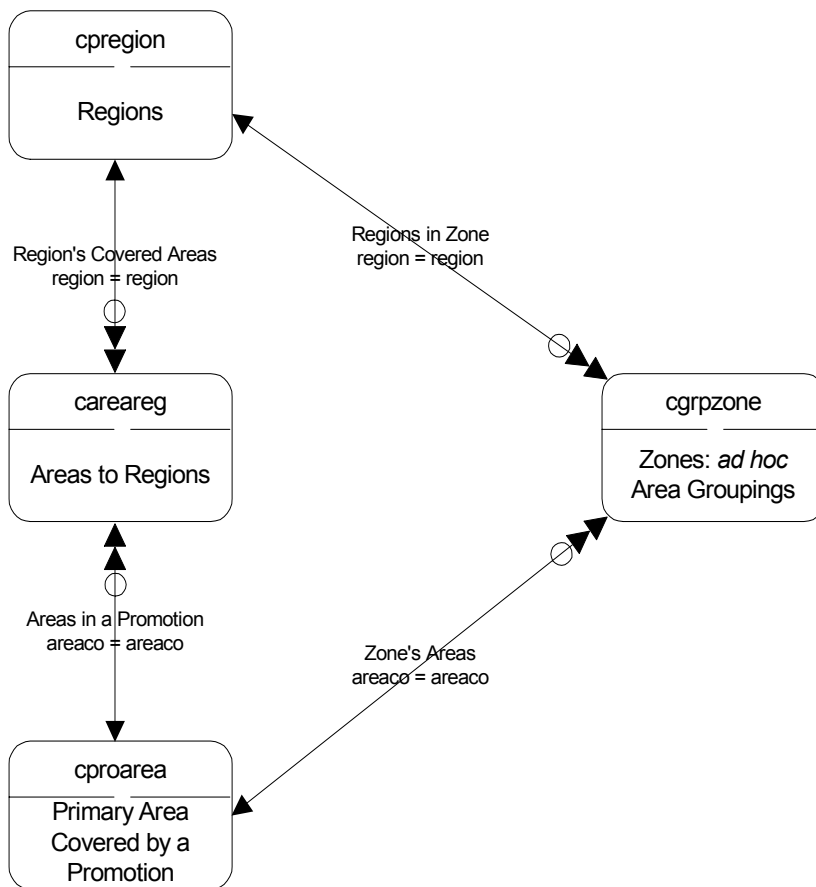 cpregion
Regions
Region's Covered Areas
region = region
Regions in Zone
region = region
careareg
Areas to Regions
cgrpzone
Zones: ad hoc
Area Groupings
Areas in a Promotion
areaco = areaco
Zone's Areas
areaco = areaco
cproarea
Primary Area
Covered by a
Promotion